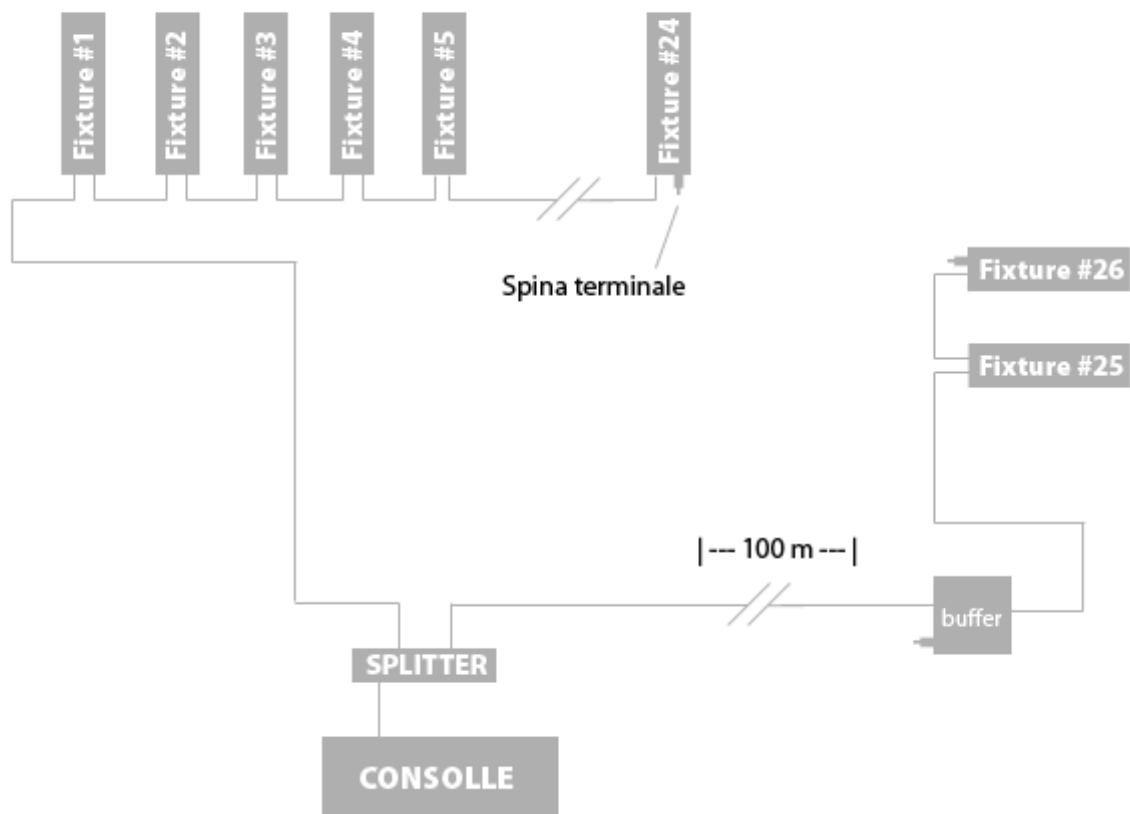 Fixture #1
Fixture #2
Fixture #3
Fixture #4
Fixture #5
Fixture #24
Spina terminale
Fixture #26
Fixture #25
|--- 100 m ---|
buffer
SPLITTER
CONSOLLE